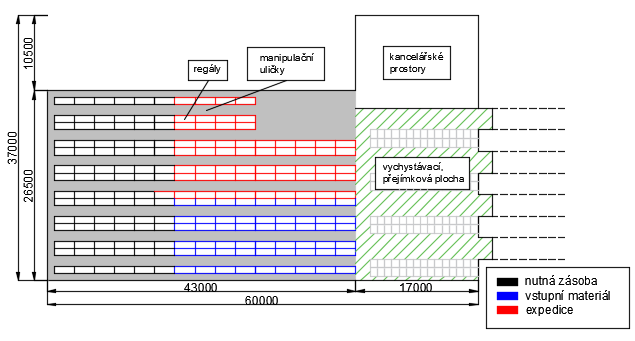 regály
manipulační
uličky
kancelářské
prostory
vychystávací,
přejímková plocha
10500
37000
26500
43000
17000
60000
nutná zásoba
vstupní materiál
expedice